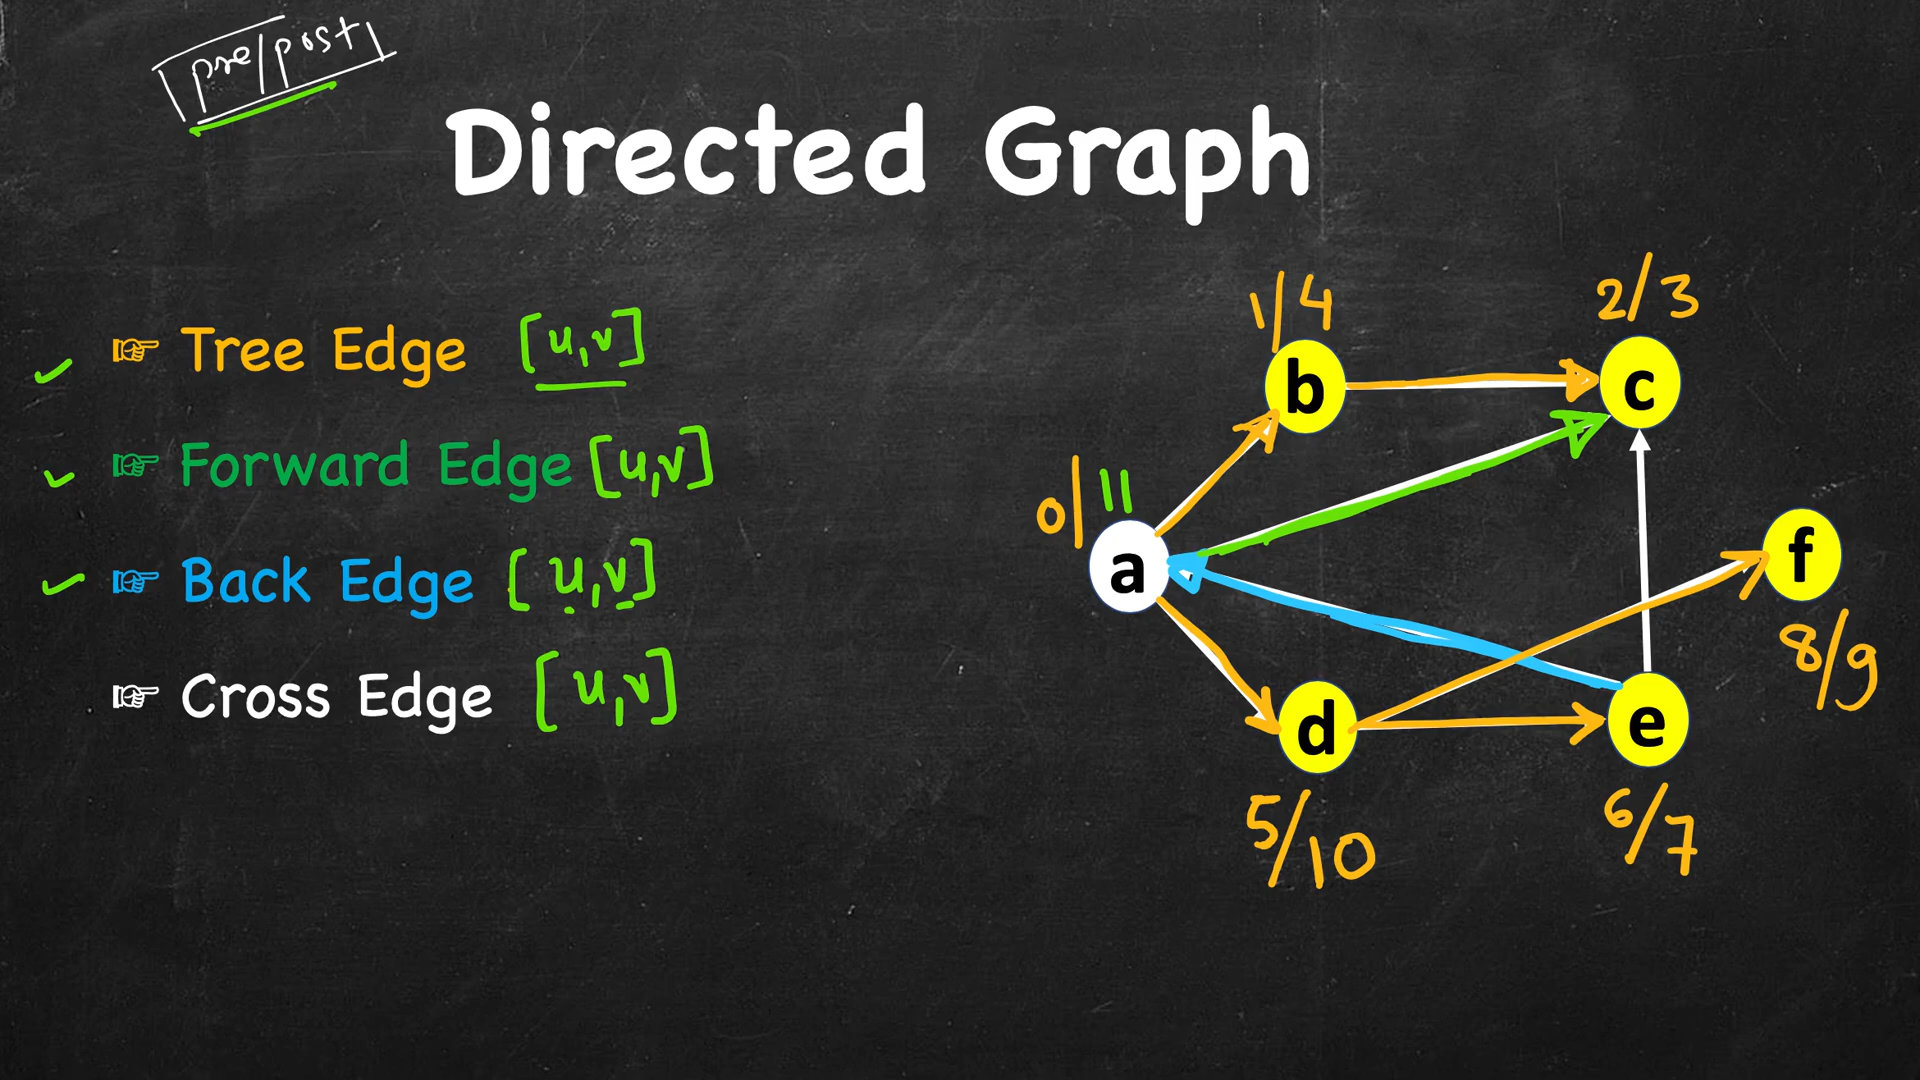 pre/post
Directed Graph
Tree Edge [u,v]
Forward Edge [u,v]
Back Edge [u,v]
Cross Edge [u,v]
1/4
2/3
b
c
0/11
a
f
8/9
d
e
5/10
6/7